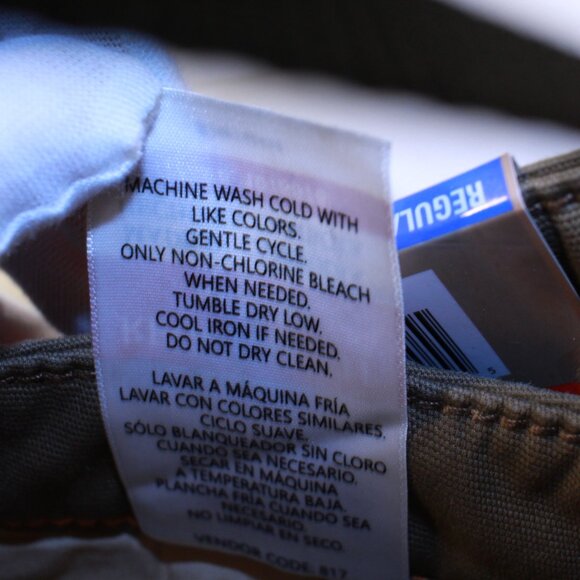 MACHINE WASH COLD WITH
LIKE COLORS.
GENTLE CYCLE.
ONLY NON-CHLORINE BLEACH
WHEN NEEDED.
TUMBLE DRY LOW.
COOL IRON IF NEEDED.
DO NOT DRY CLEAN.
LAVAR A MÁQUINA FRÍA
LAVAR CON COLORES SIMILARES.
CICLO SUAVE.
SÓLO BLANQUEADOR SIN CLORO
CUANDO SEA NECESARIO.
SECAR EN MÁQUINA
A TEMPERATURA BAJA.
PLANCHA FRÍA CUANDO SEA
NECESARIO.
NO LIMPIAR EN SECO.
VENDOR CODE: 817
RÉGUL